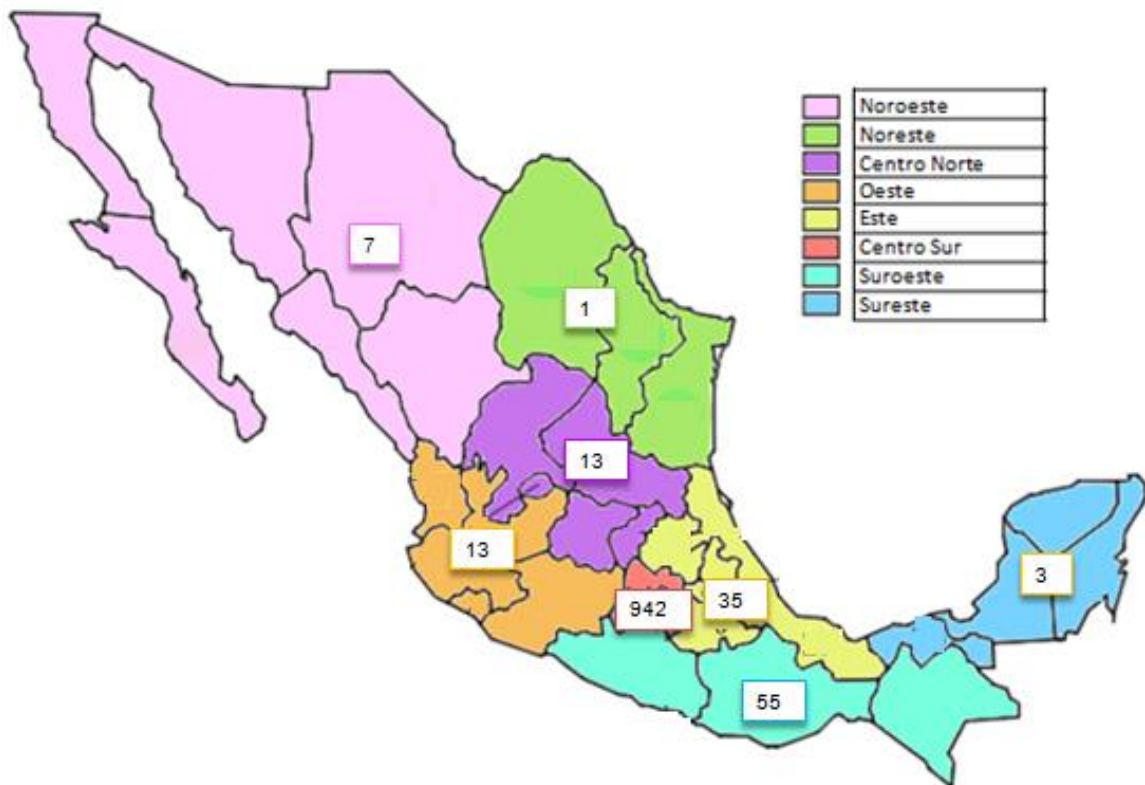 Noroeste
Noreste
Centro Norte
Oeste
Este
Centro Sur
Suroeste
Sureste
7
1
13
13
942
35
3
55